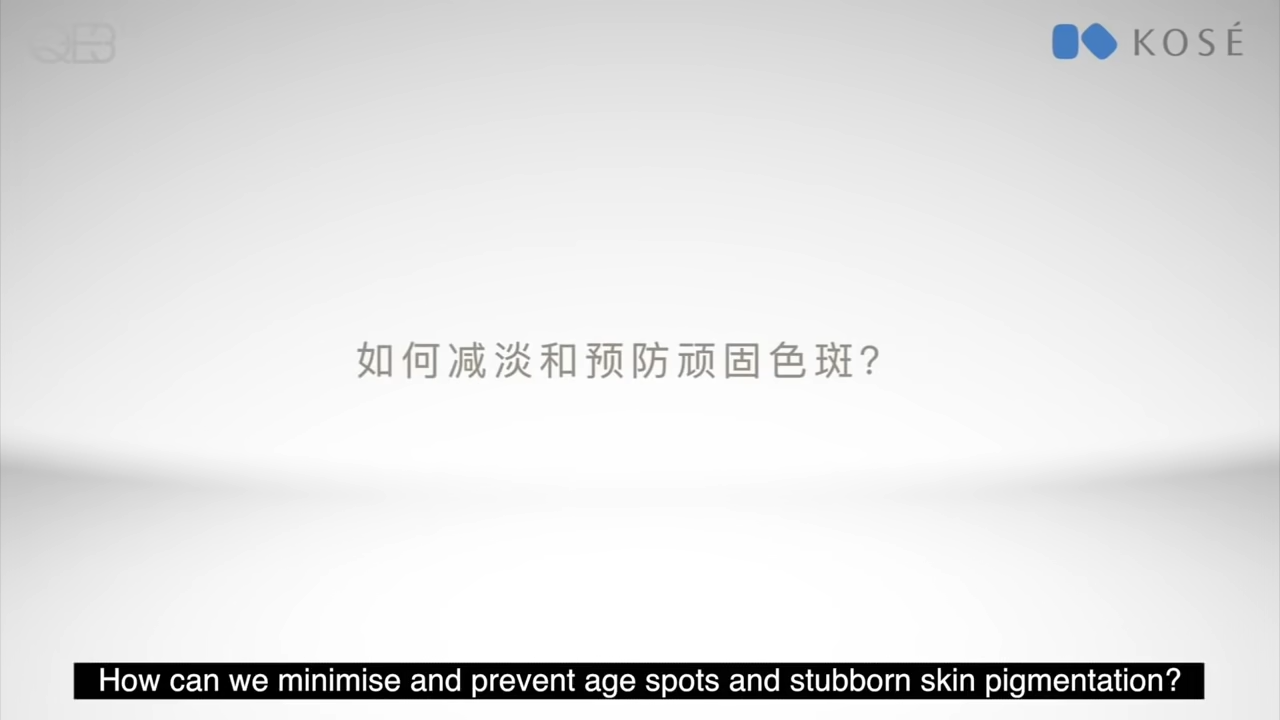 KOSÉ
如何减淡和预防顽固色斑?
How can we minimise and prevent age spots and stubborn skin pigmentation?